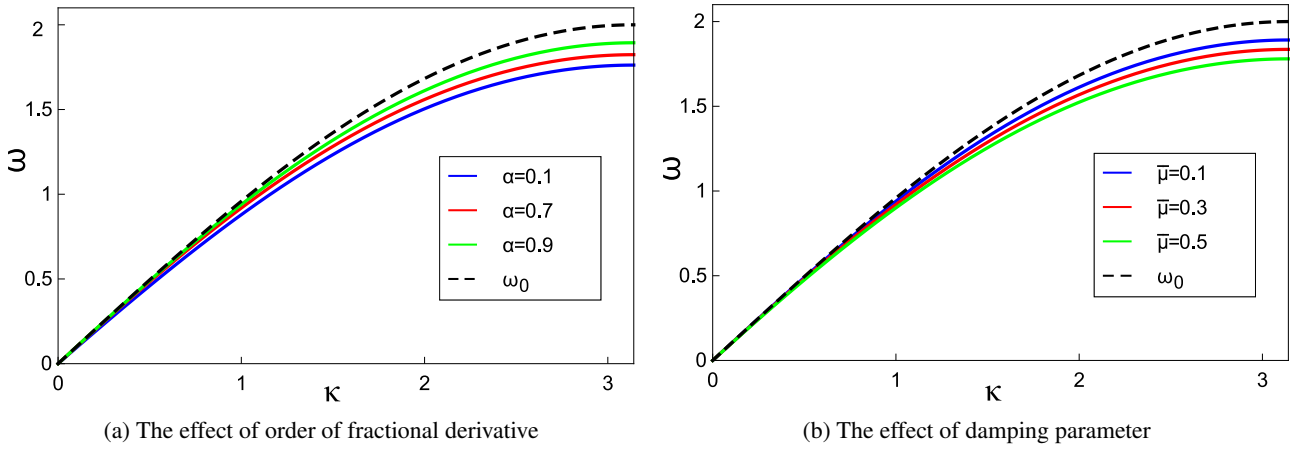 2
1.5
ω
1
0.5
0
α=0.1
α=0.7
α=0.9
ω₀
0
1
2
3
κ
(a) The effect of order of fractional derivative
2
1.5
ω
1
0.5
0
μ̅=0.1
μ̅=0.3
μ̅=0.5
ω₀
0
1
2
3
κ
(b) The effect of damping parameter